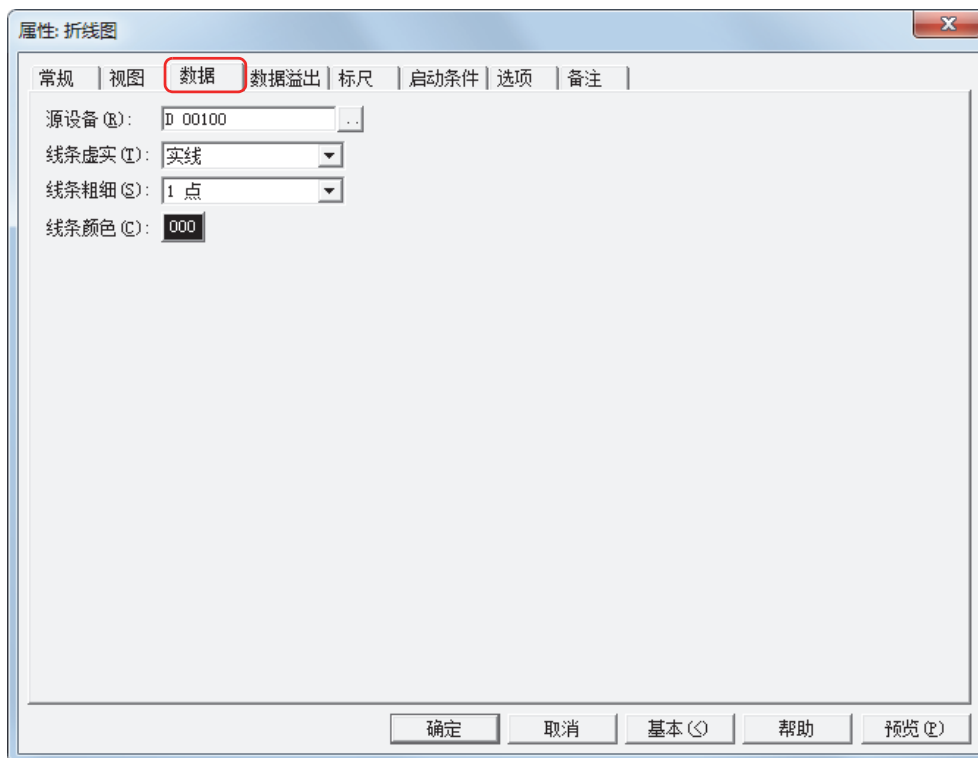 属性: 折线图
常规 视图 数据 数据溢出 标尺 启动条件 选项 备注
源设备(R): D 00100 ..
线条虚实(T): 实线
线条粗细(S): 1 点
线条颜色(C): 000
确定 取消 基本(<) 帮助 预览(P)